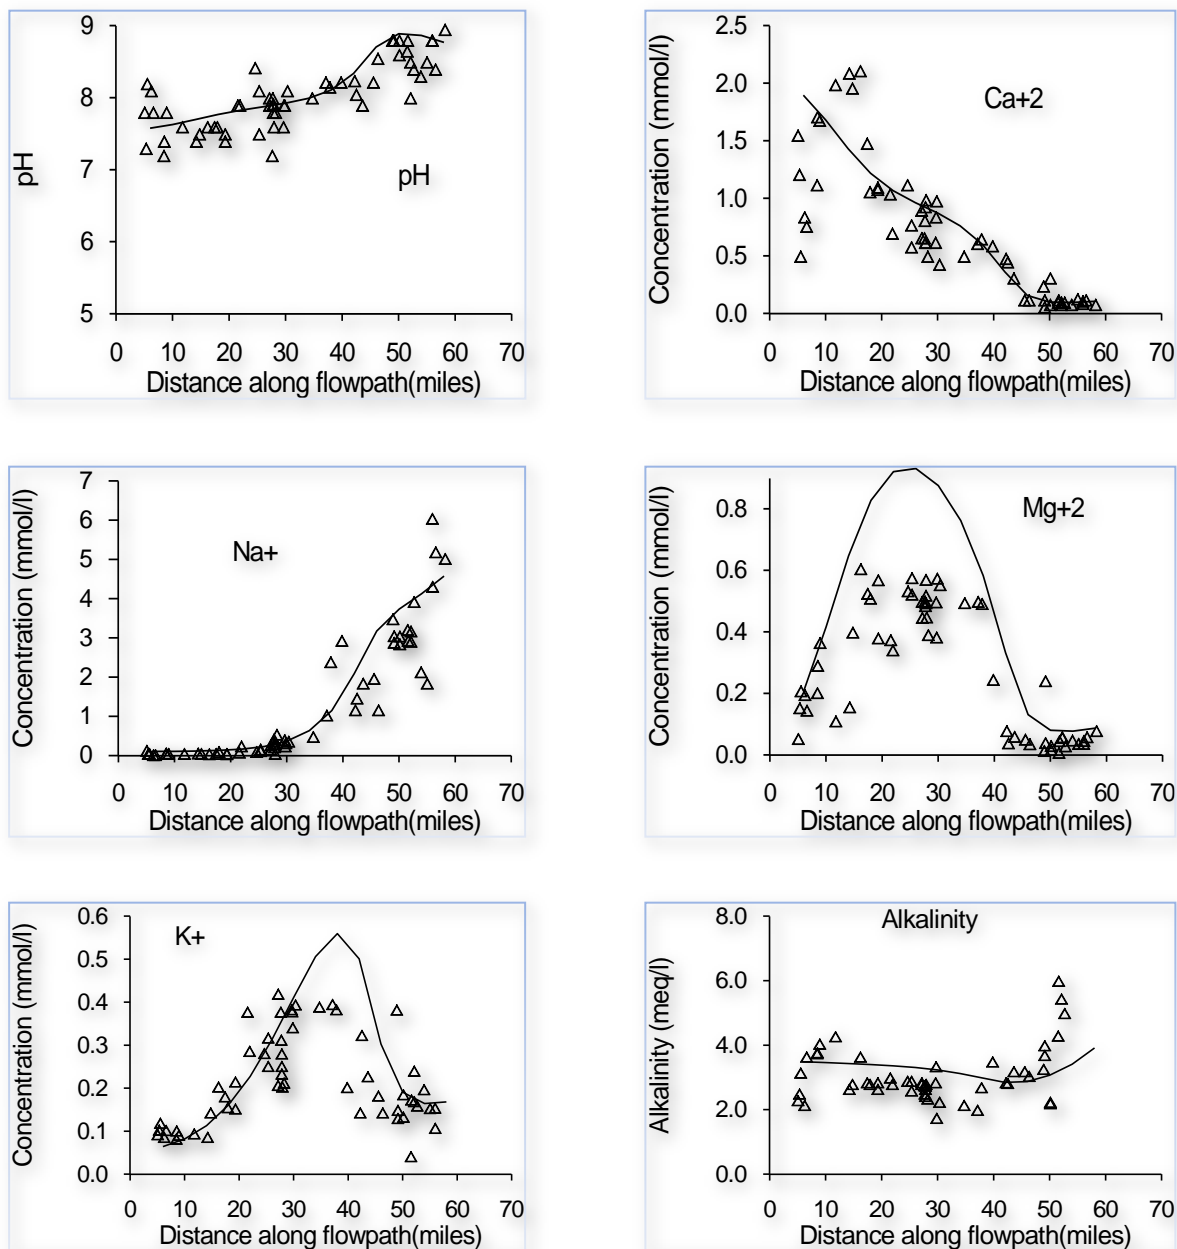 9
8
7
6
5
pH
pH
0 10 20 30 40 50 60 70
Distance along flowpath(miles)
2.5
2.0
1.5
1.0
0.5
0.0
Concentration (mmol/l)
Ca+2
0 10 20 30 40 50 60 70
Distance along flowpath(miles)
7
6
5
4
3
2
1
0
Concentration (mmol/l)
Na+
0 10 20 30 40 50 60 70
Distance along flowpath(miles)
0.8
0.6
0.4
0.2
0.0
Concentration (mmol/l)
Mg+2
0 10 20 30 40 50 60 70
Distance along flowpath(miles)
0.6
0.5
0.4
0.3
0.2
0.1
0.0
Concentration (mmol/l)
K+
0 10 20 30 40 50 60 70
Distance along flowpath(miles)
8.0
6.0
4.0
2.0
0.0
Alkalinity (meq/l)
Alkalinity
0 10 20 30 40 50 60 70
Distance along flowpath(miles)